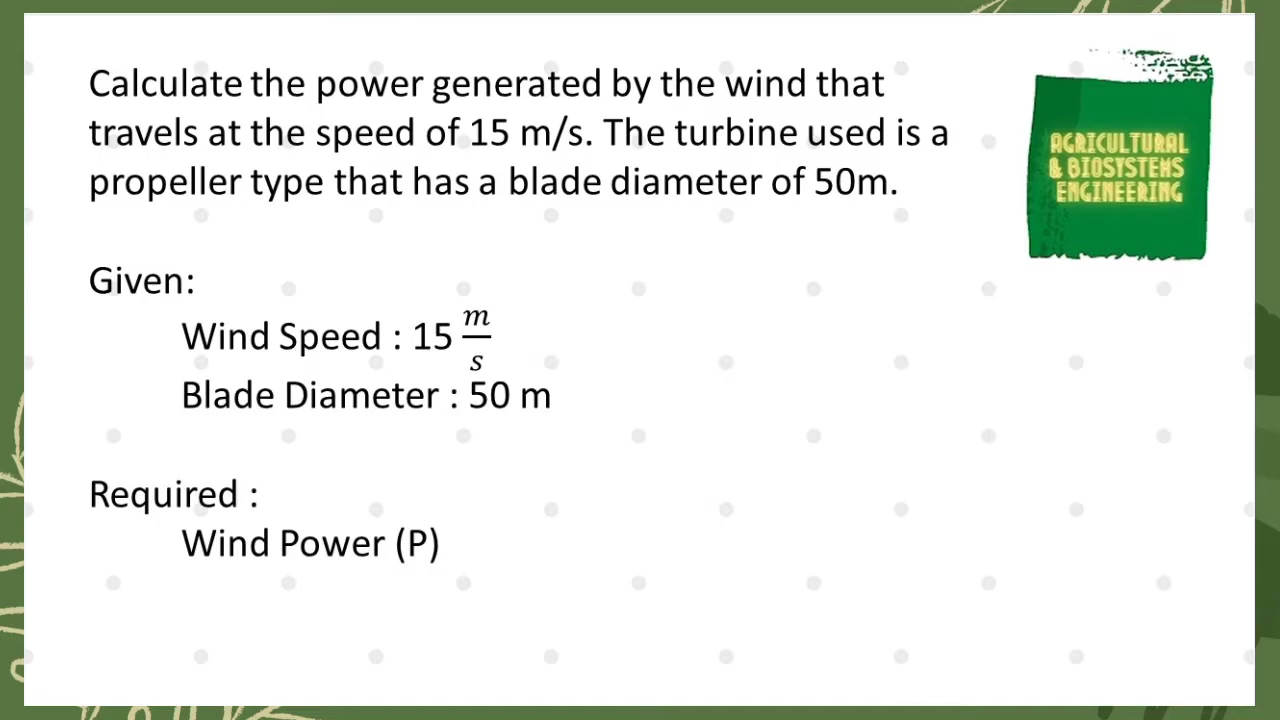 Calculate the power generated by the wind that
travels at the speed of 15 m/s. The turbine used is a
propeller type that has a blade diameter of 50m.
AGRICULTURAL
& BIOSYSTEMS
ENGINEERING
Given:
Wind Speed : 15 m/s
Blade Diameter : 50 m
Required :
Wind Power (P)